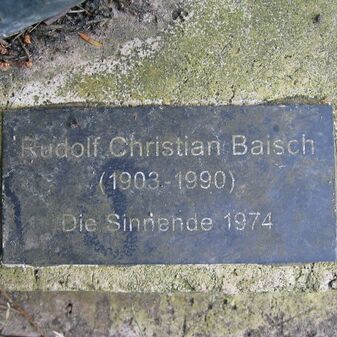 Rudolf Christian Baisch
(1903-1990)
Die Sinnende 1974